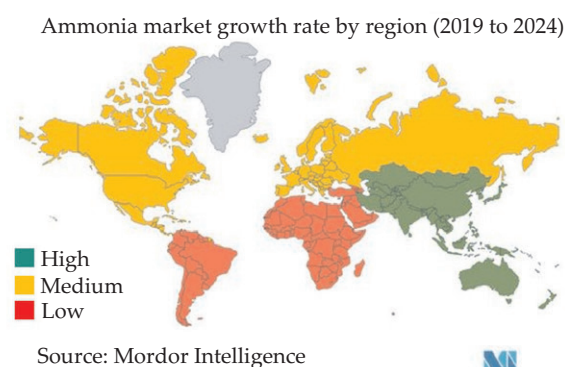 Ammonia market growth rate by region (2019 to 2024)
High
Medium
Low
Source: Mordor Intelligence